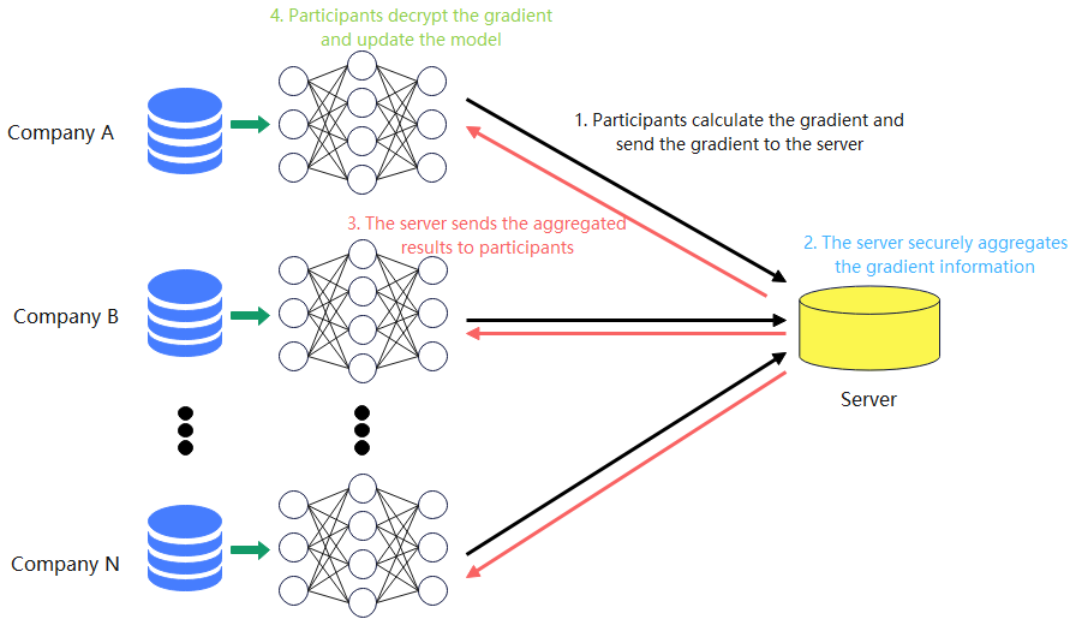 4. Participants decrypt the gradient
and update the model
Company A
1. Participants calculate the gradient and
send the gradient to the server
3. The server sends the aggregated
results to participants
2. The server securely aggregates
the gradient information
Company B
Server
Company N